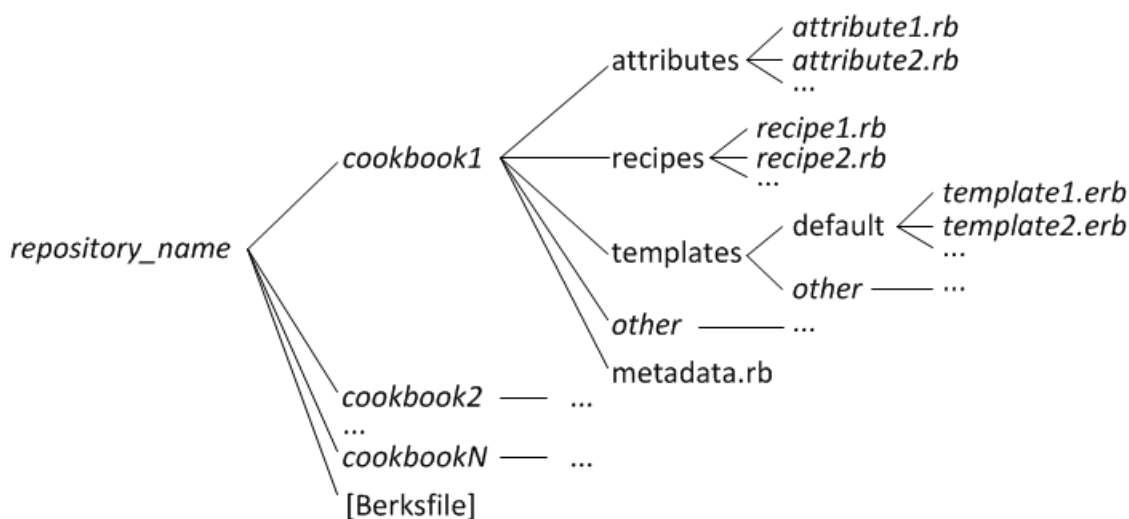 repository_name
cookbook1
attributes
attribute1.rb
attribute2.rb
...
recipes
recipe1.rb
recipe2.rb
...
templates
default
template1.erb
template2.erb
...
other
...
other
...
metadata.rb
cookbook2
...
...
cookbookN
...
[Berksfile]